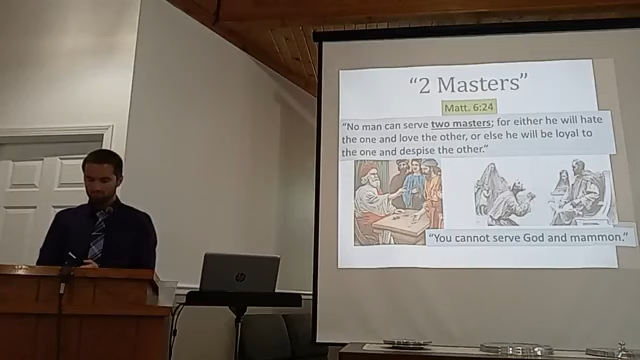 “2 Masters”
Matt. 6:24
“No man can serve two masters; for either he will hate
the one and love the other, or else he will be loyal to
the one and despise the other.”
“You cannot serve God and mammon.”
hp